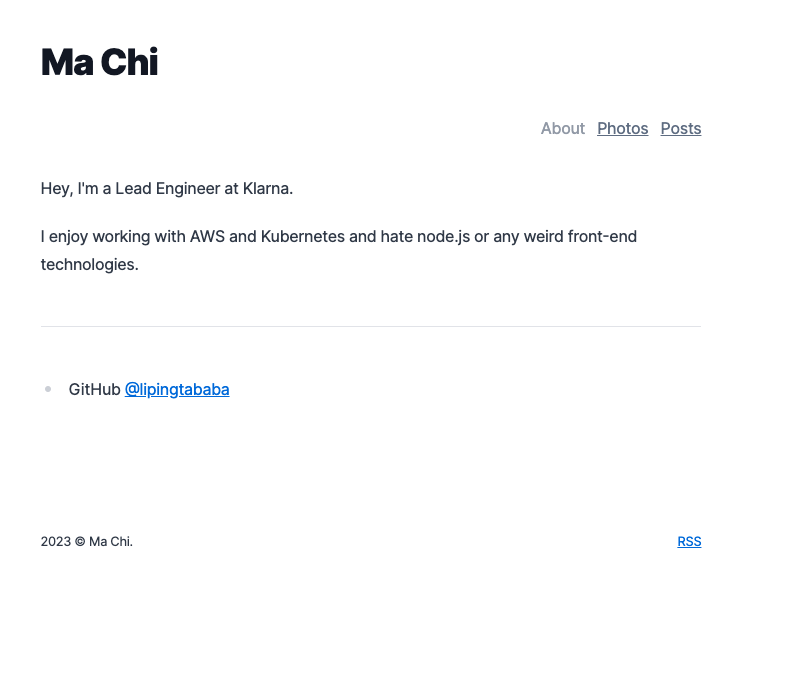 Ma Chi
About Photos Posts
Hey, I'm a Lead Engineer at Klarna.
I enjoy working with AWS and Kubernetes and hate node.js or any weird front-end
technologies.
GitHub @lipingtababa
2023 © Ma Chi. RSS